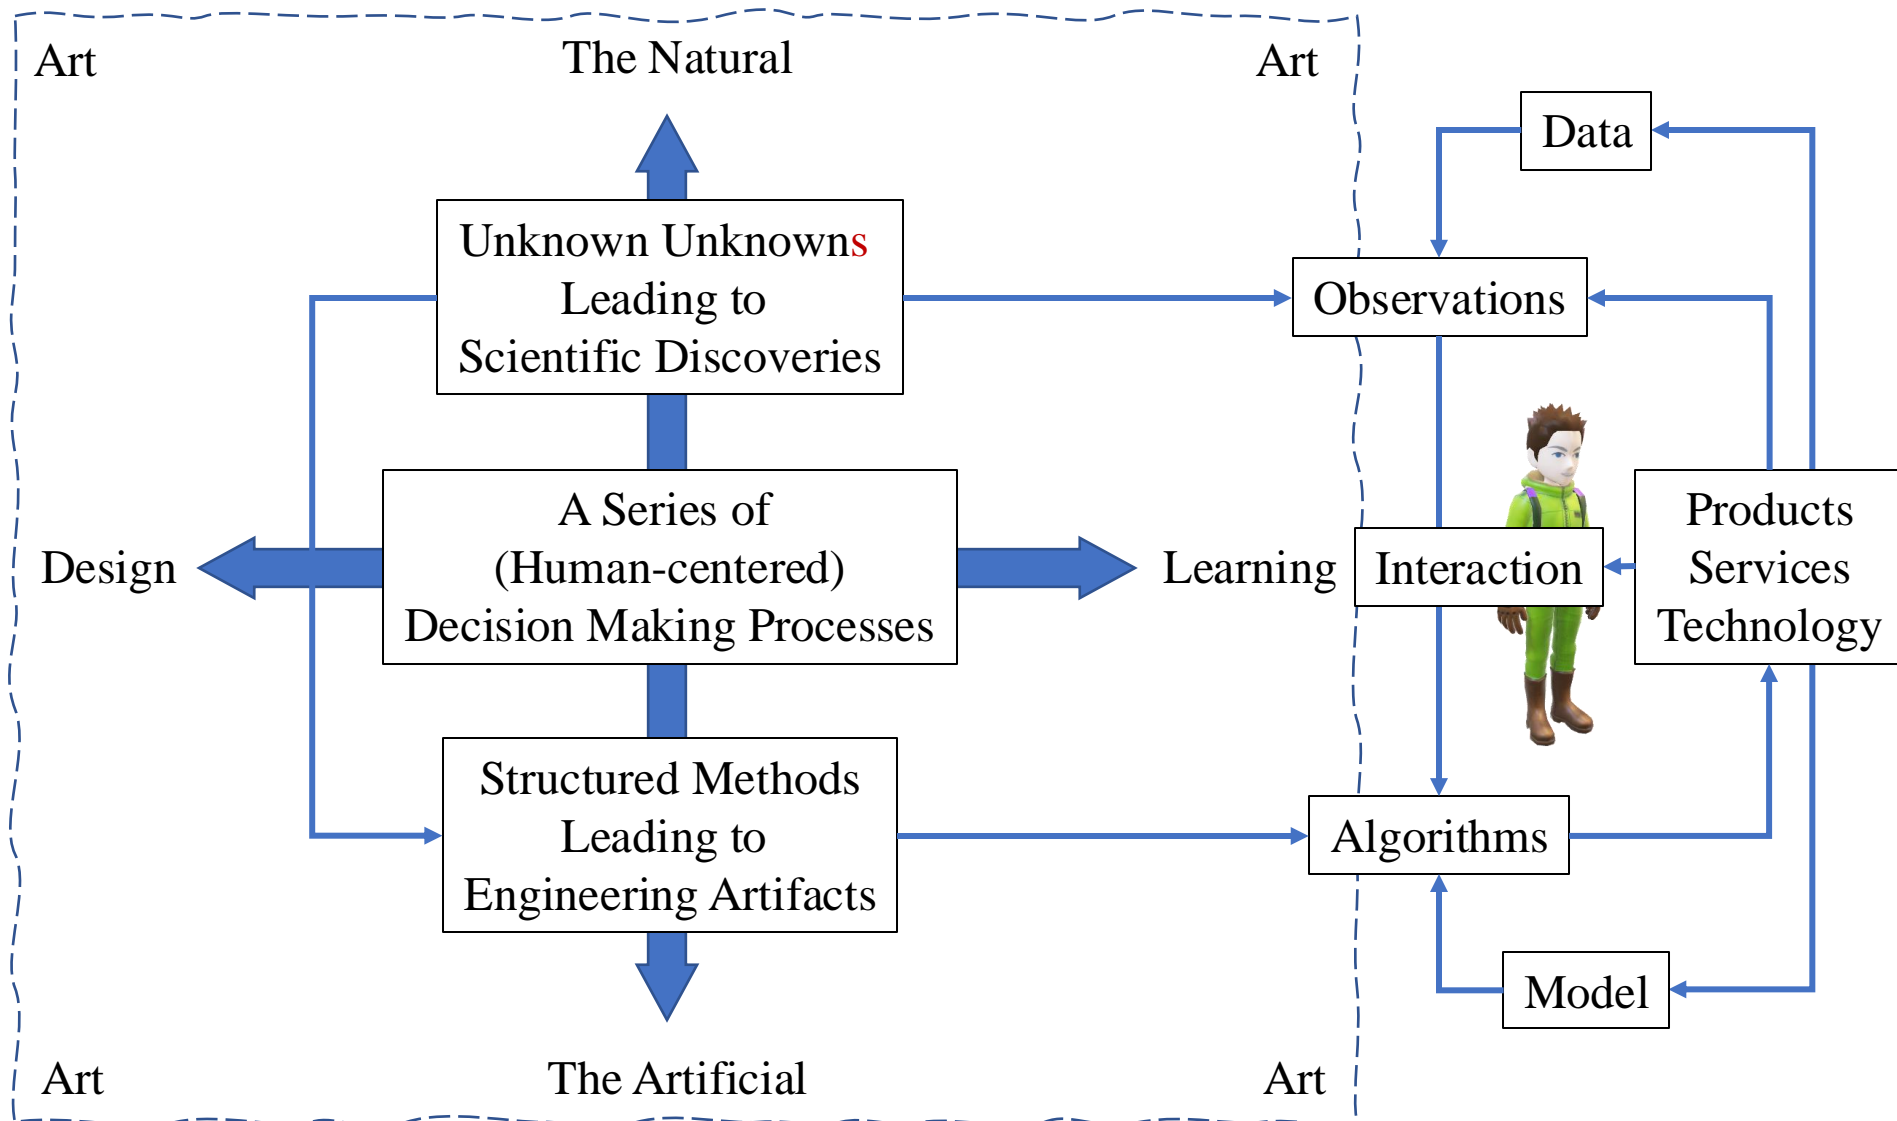 Art
The Natural
Art
Data
Unknown Unknowns
Leading to
Scientific Discoveries
Observations
Design
A Series of
(Human-centered)
Decision Making Processes
Learning
Interaction
Products
Services
Technology
Structured Methods
Leading to
Engineering Artifacts
Algorithms
Model
Art
The Artificial
Art